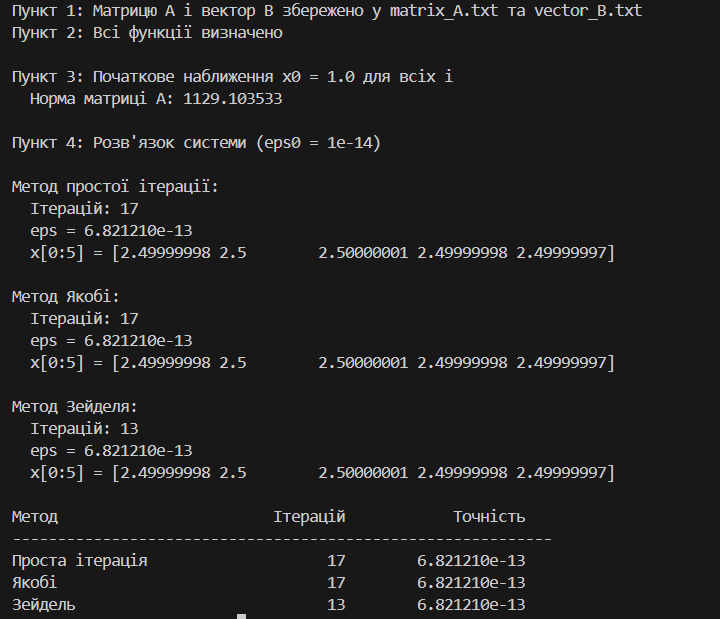 Пункт 1: Матрицю A і вектор B збережено у matrix_A.txt та vector_B.txt
Пункт 2: Всі функції визначено
Пункт 3: Початкове наближення x0 = 1.0 для всіх i
Норма матриці A: 1129.103533
Пункт 4: Розв'язок системи (eps0 = 1e-14)
Метод простої ітерації:
Ітерацій: 17
eps = 6.821210e-13
x[0:5] = [2.49999998 2.5        2.50000001 2.49999998 2.49999997]
Метод Якобі:
Ітерацій: 17
eps = 6.821210e-13
x[0:5] = [2.49999998 2.5        2.50000001 2.49999998 2.49999997]
Метод Зейделя:
Ітерацій: 13
eps = 6.821210e-13
x[0:5] = [2.49999998 2.5        2.50000001 2.49999998 2.49999997]
Метод                        Ітерацій            Точність
------------------------------------------------------------
Проста ітерація                    17        6.821210e-13
Якобі                              17        6.821210e-13
Зейдель                            13        6.821210e-13